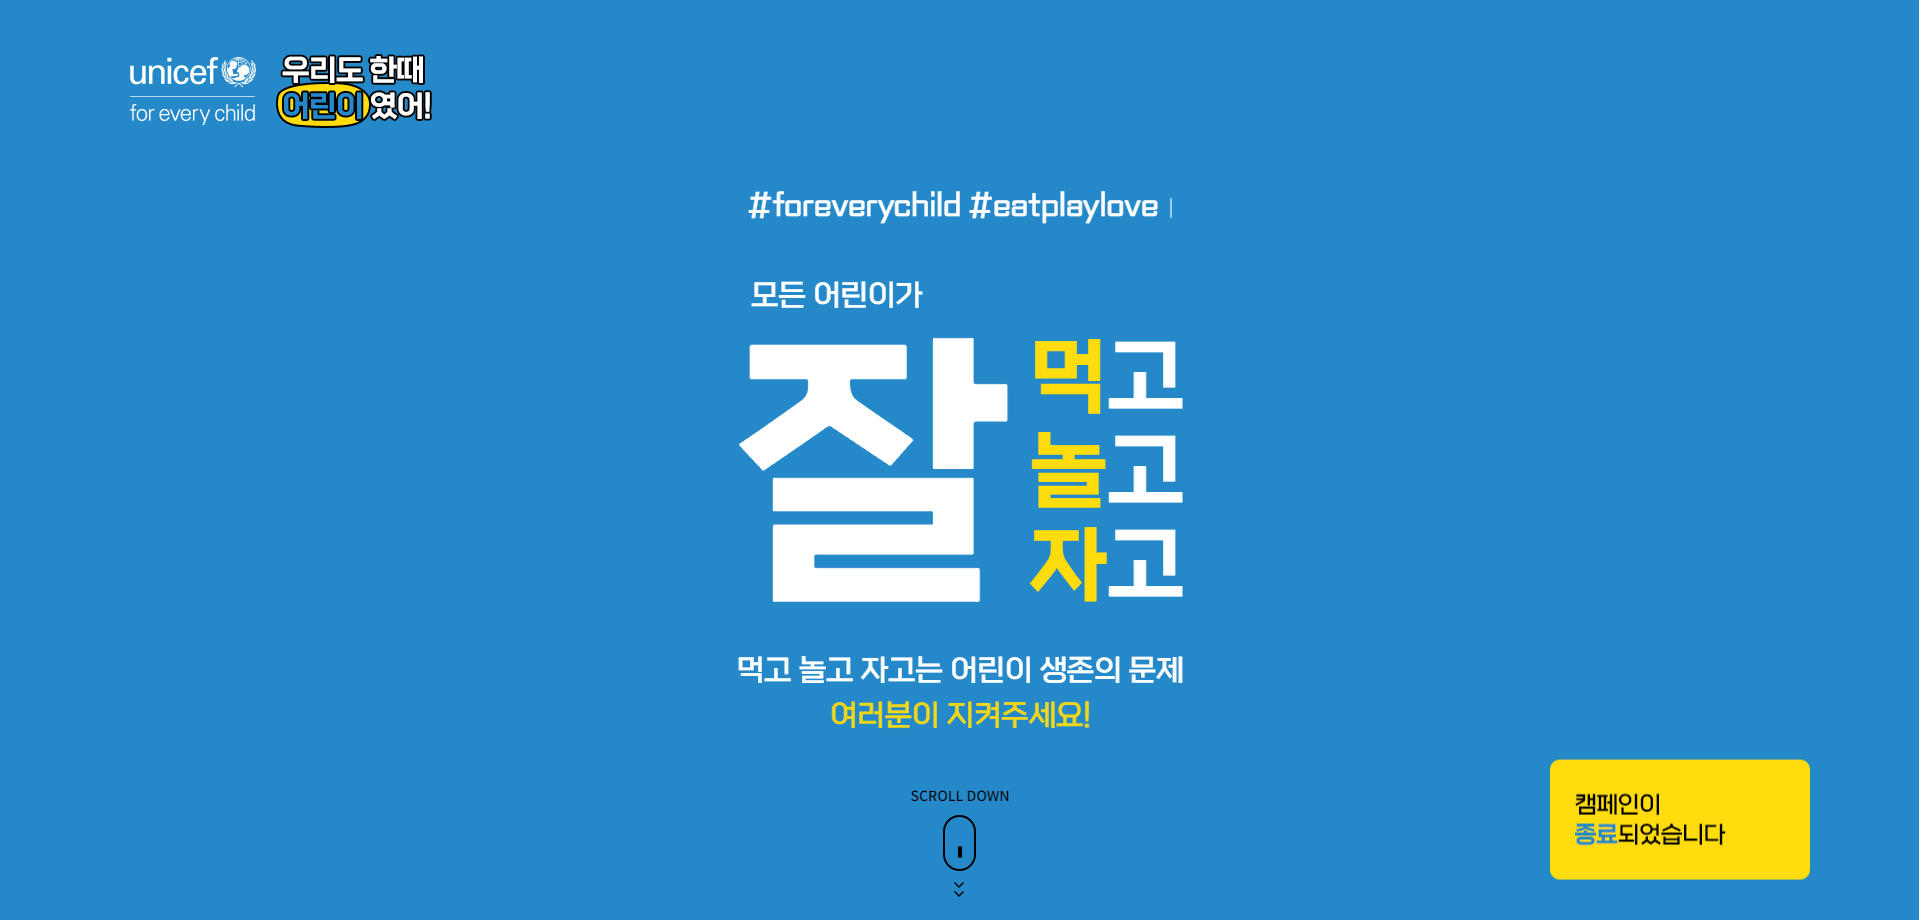 unicef
for every child
우리도 한때
어린이였어!
#foreverychild #eatplaylove
모든 어린이가
잘
먹고
놀고
자고
먹고 놀고 자고는 어린이 생존의 문제
여러분이 지켜주세요!
SCROLL DOWN
캠페인이
종료되었습니다